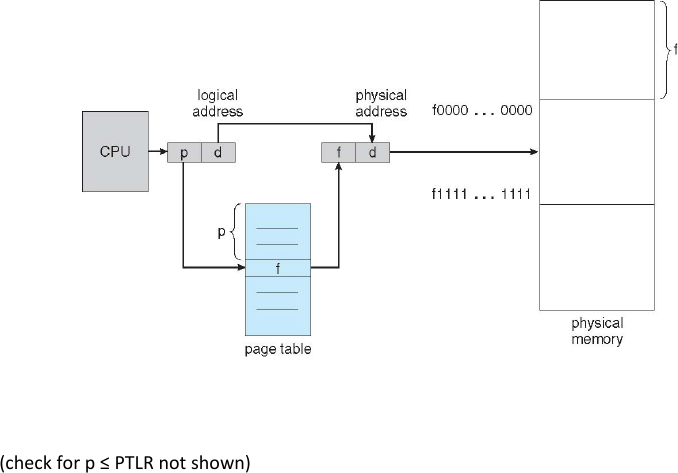 f
logical
address
physical
address
f0000 ... 0000
CPU
p
d
f
d
f1111 ... 1111
p
f
page table
physical
memory
(check for p ≤ PTLR not shown)